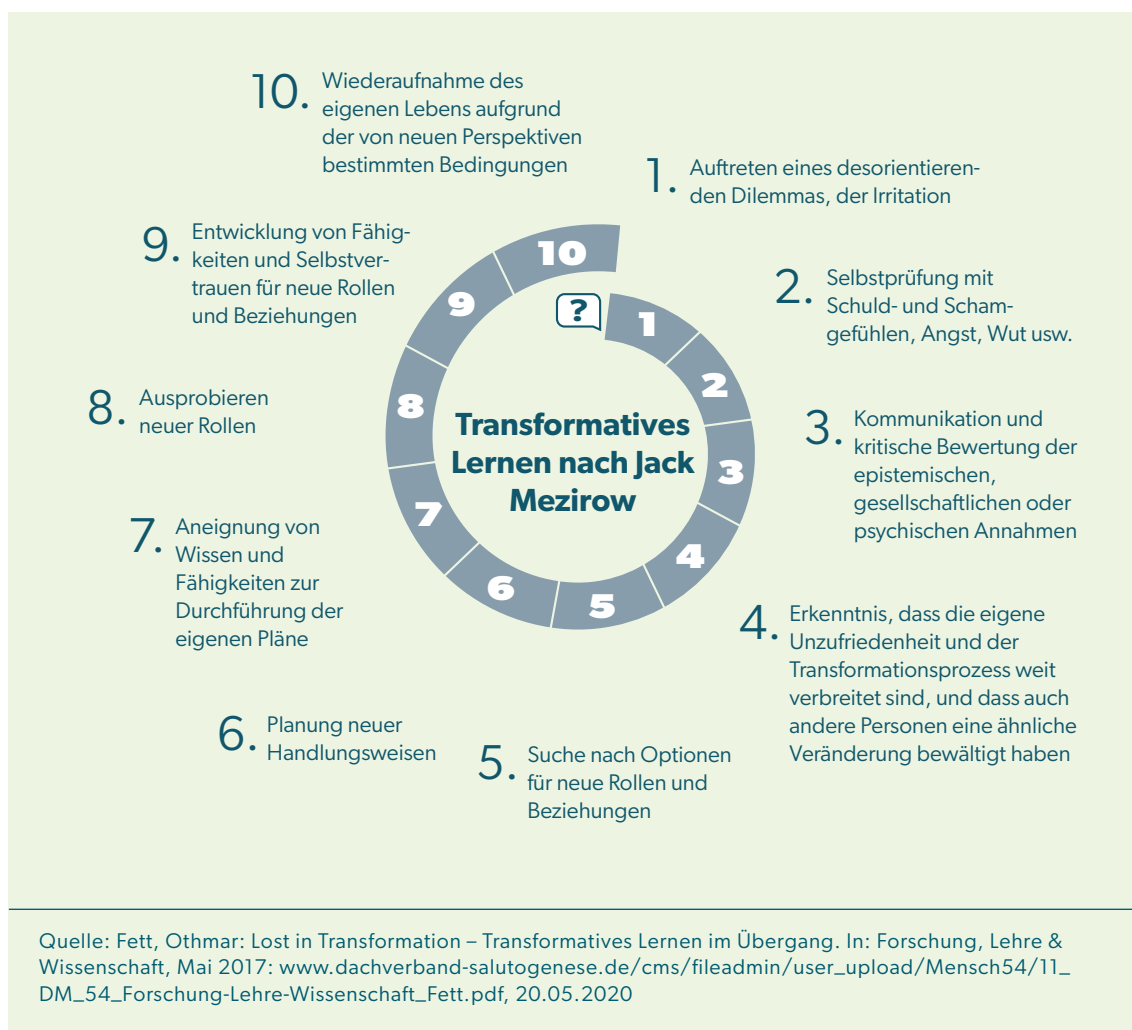 10. Wiederaufnahme des
eigenen Lebens aufgrund
der von neuen Perspektiven
bestimmten Bedingungen
1. Auftreten eines desorientieren-
den Dilemmas, der Irritation
9. Entwicklung von Fähig-
keiten und Selbstver-
trauen für neue Rollen
und Beziehungen
2. Selbstprüfung mit
Schuld- und Scham-
gefühlen, Angst, Wut usw.
8. Ausprobieren
neuer Rollen
3. Kommunikation und
kritische Bewertung der
epistemischen,
gesellschaftlichen oder
psychischen Annahmen
7. Aneignung von
Wissen und
Fähigkeiten zur
Durchführung der
eigenen Pläne
4. Erkenntnis, dass die eigene
Unzufriedenheit und der
Transformationsprozess weit
verbreitet sind, und dass auch
andere Personen eine ähnliche
Veränderung bewältigt haben
6. Planung neuer
Handlungsweisen
5. Suche nach Optionen
für neue Rollen und
Beziehungen
?
1
2
3
4
5
6
7
8
9
10
Transformatives
Lernen nach Jack
Mezirow
Quelle: Fett, Othmar: Lost in Transformation – Transformatives Lernen im Übergang. In: Forschung, Lehre &
Wissenschaft, Mai 2017: www.dachverband-salutogenese.de/cms/fileadmin/user_upload/Mensch54/11_
DM_54_Forschung-Lehre-Wissenschaft_Fett.pdf, 20.05.2020